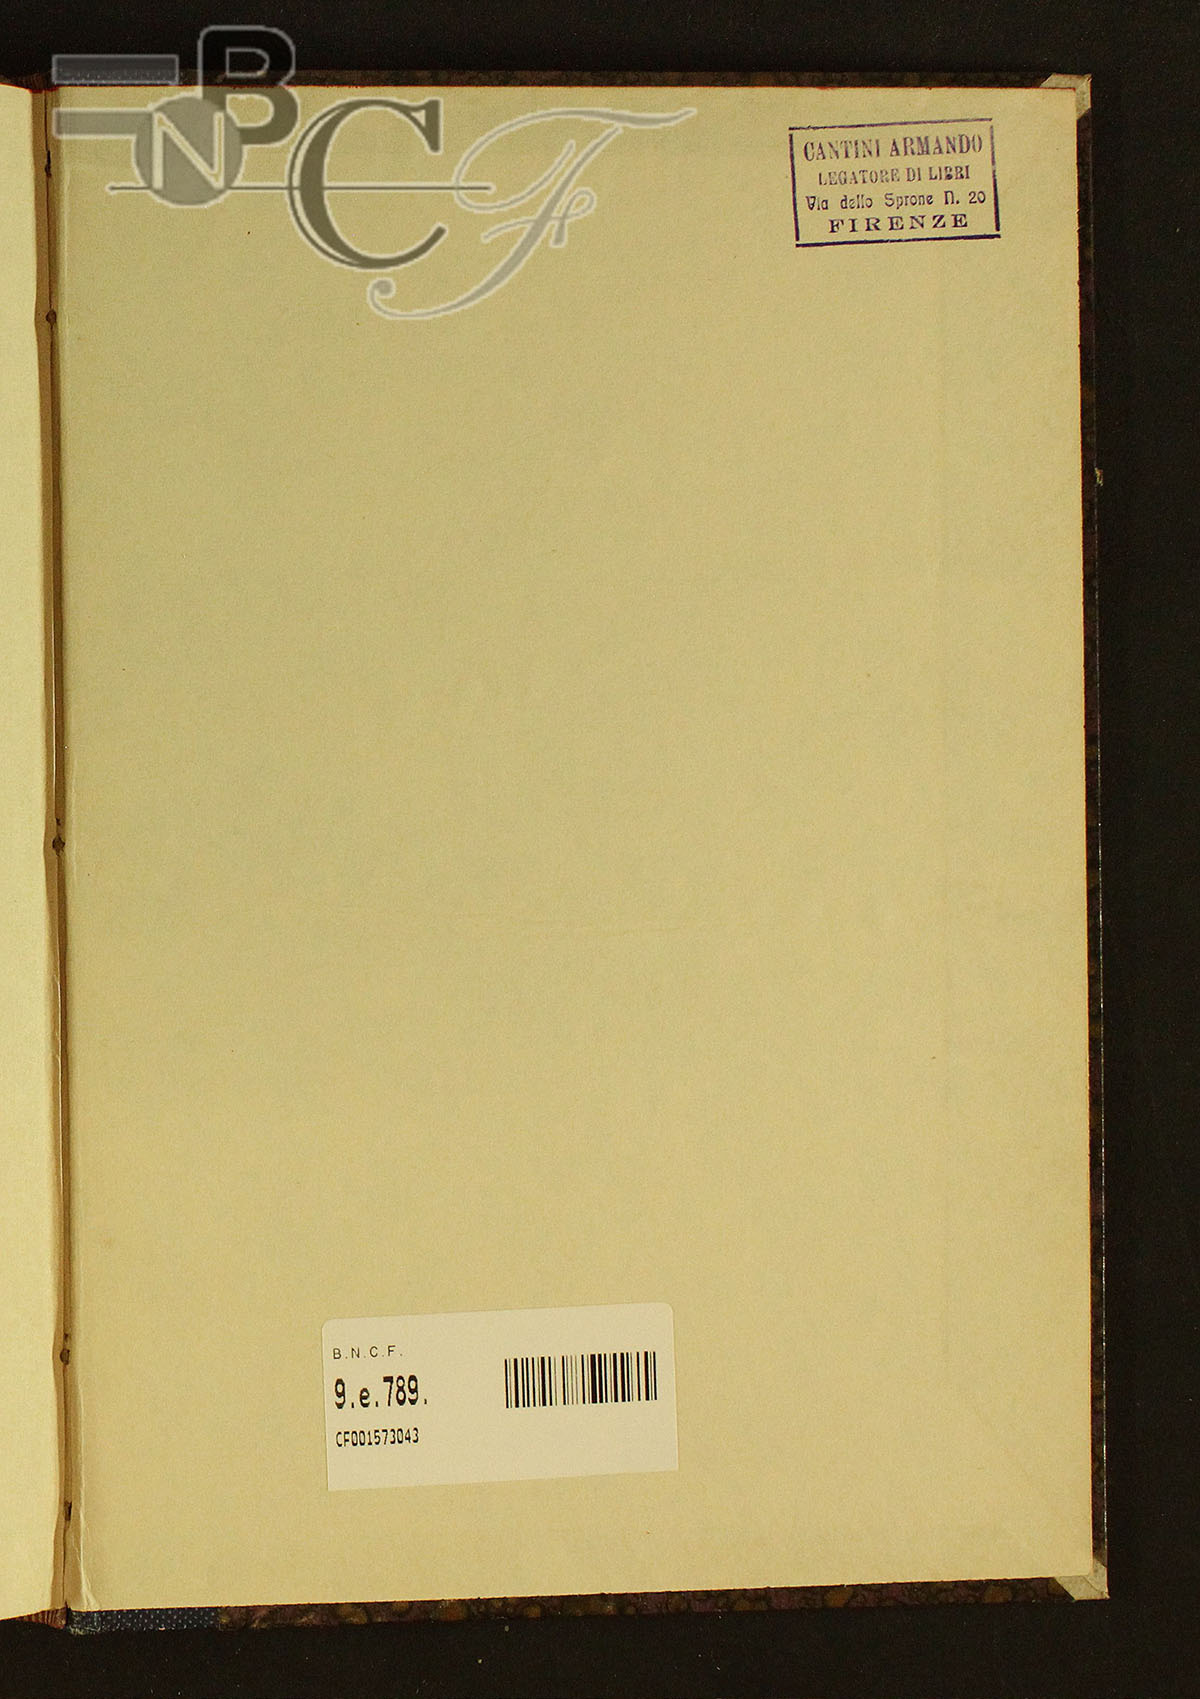 BNCF
CANTINI ARMANDO
LEGATORE DI LIBRI
Via dello Sprone N. 20
FIRENZE
B.N.C.F.
9.e.789.
CF001573043